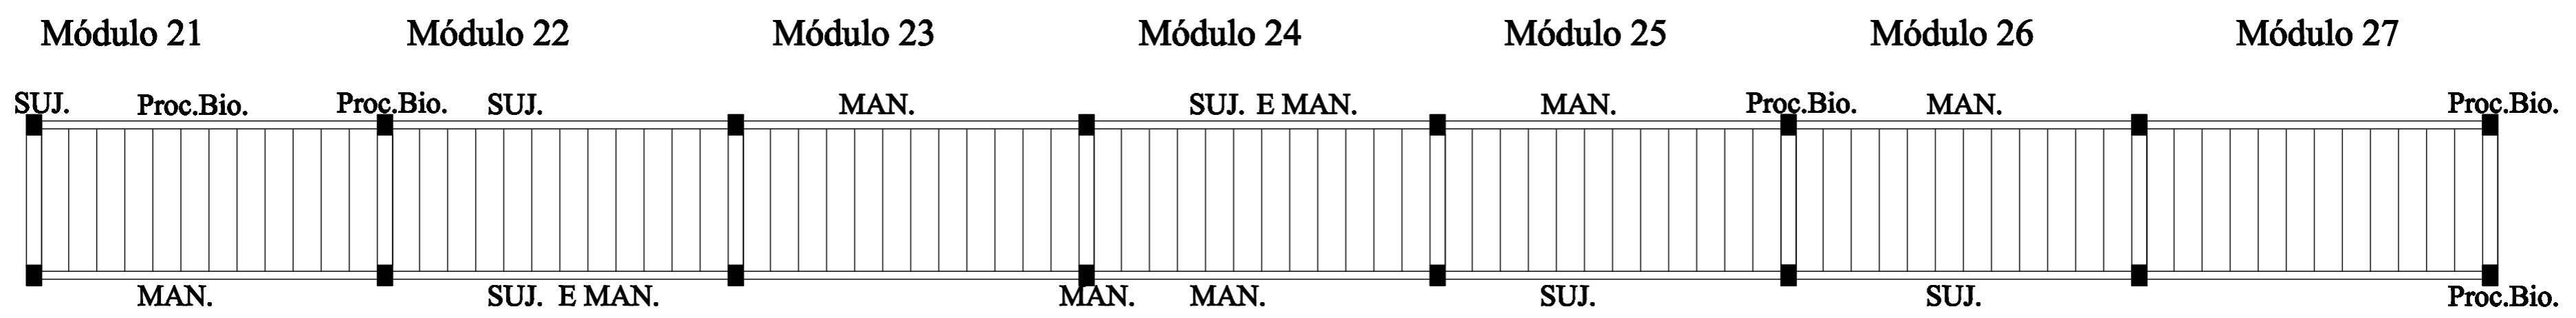 Módulo 21 Módulo 22 Módulo 23 Módulo 24 Módulo 25 Módulo 26 Módulo 27
SUJ. Proc.Bio. Proc.Bio. SUJ. MAN. SUJ. E MAN. MAN. Proc.Bio. MAN. Proc.Bio.
MAN. SUJ. E MAN. MAN. MAN. SUJ. SUJ. Proc.Bio.